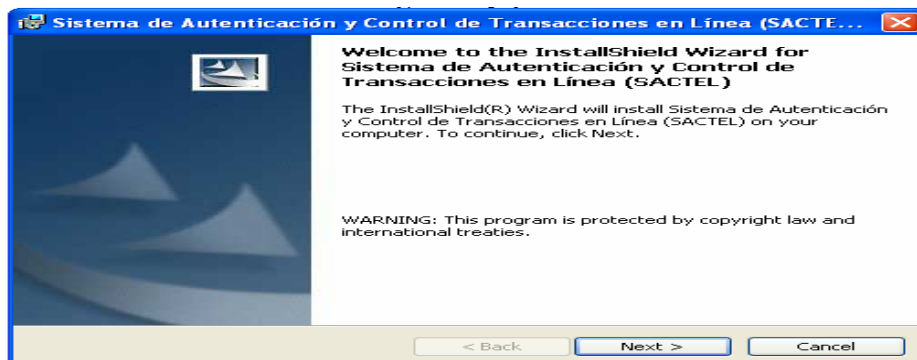 Sistema de Autenticación y Control de Transacciones en Línea (SACTE...
Welcome to the InstallShield Wizard for
Sistema de Autenticación y Control de
Transacciones en Línea (SACTEL)
The InstallShield(R) Wizard will install Sistema de Autenticación
y Control de Transacciones en Línea (SACTEL) on your
computer. To continue, click Next.
WARNING: This program is protected by copyright law and
international treaties.
< Back Next > Cancel